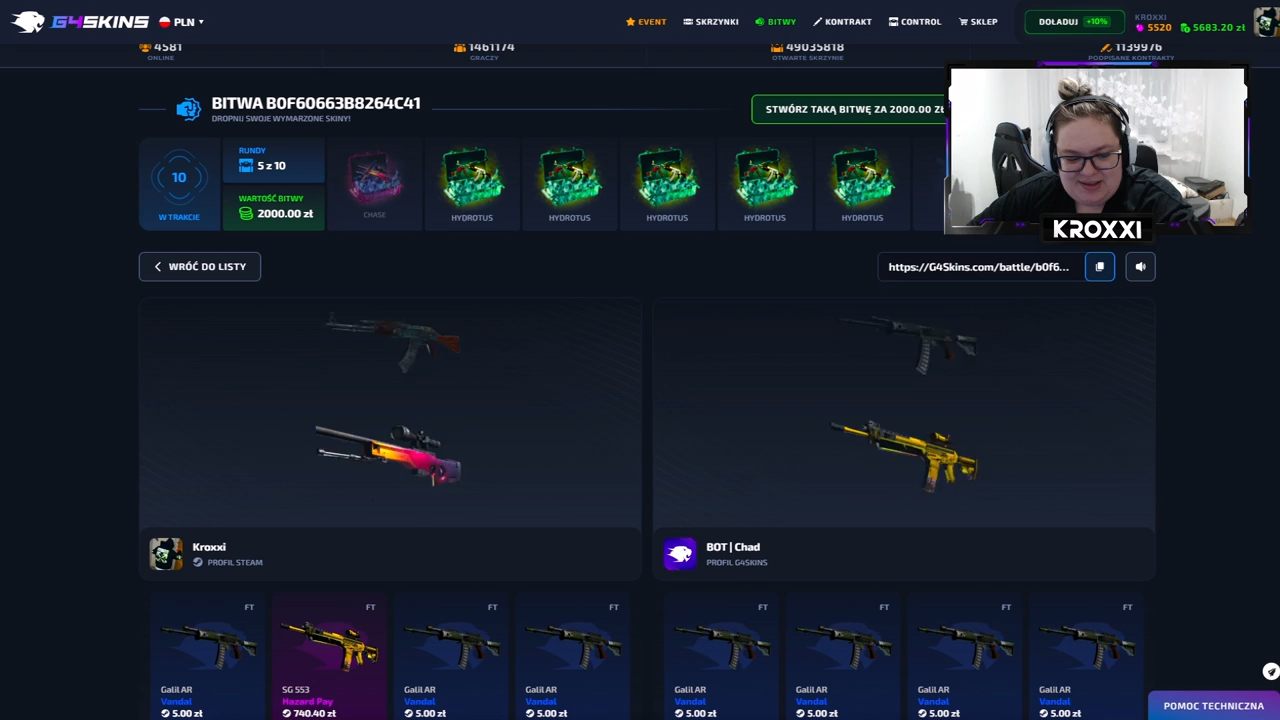 G4SKINS
PLN
EVENT
SKRZYNKI
BITWY
KONTRAKT
CONTROL
SKLEP
DOŁADUJ +10%
KROXXI
5520
5683.20 zł
4581
ONLINE
1461174
GRACZY
49035818
OTWARTE SKRZYNIE
1139976
PODPISANE KONTRAKTY
BITWA B0F60663B8264C41
DROPNIJ SWOJE WYMARZONE SKINY!
STWÓRZ TAKĄ BITWĘ ZA 2000.00 ZŁ
10
W TRAKCIE
RUNDY
5 z 10
WARTOŚĆ BITWY
2000.00 zł
CHASE
HYDROTUS
HYDROTUS
HYDROTUS
HYDROTUS
HYDROTUS
KROXXI
WRÓĆ DO LISTY
https://G4Skins.com/battle/b0f6...
Kroxxi
PROFIL STEAM
BOT | Chad
PROFIL G4SKINS
FT
Galil AR
Vandal
5.00 zł
FT
SG 553
Hazard Pay
740.40 zł
FT
Galil AR
Vandal
5.00 zł
FT
Galil AR
Vandal
5.00 zł
FT
Galil AR
Vandal
5.00 zł
FT
Galil AR
Vandal
5.00 zł
FT
Galil AR
Vandal
5.00 zł
FT
Galil AR
Vandal
5.00 zł
POMOC TECHNICZNA